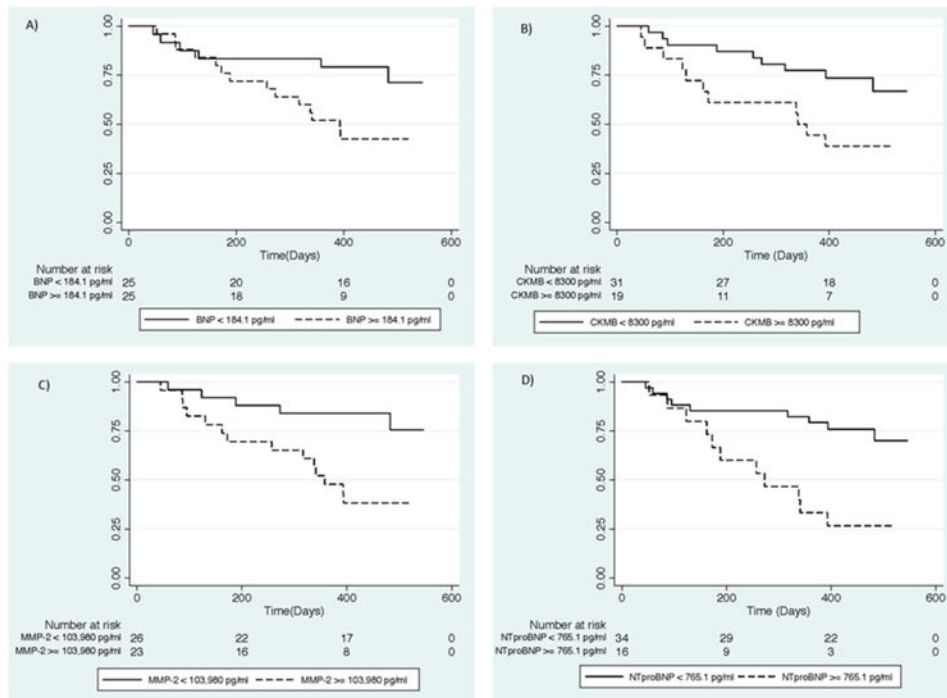 A)
1.00
0.75
0.50
0.25
0.00
0 200 400 600
Time(Days)
Number at risk
BNP < 184.1 pg/ml 25 20 16 0
BNP >= 184.1 pg/ml 25 18 9 0
BNP < 184.1 pg/ml BNP >= 184.1 pg/ml
B)
1.00
0.75
0.50
0.25
0.00
0 200 400 600
Time(Days)
Number at risk
CKMB < 8300 pg/ml 31 27 18 0
CKMB >= 8300 pg/ml 19 11 7 0
CKMB < 8300 pg/ml CKMB >= 8300 pg/ml
C)
1.00
0.75
0.50
0.25
0.00
0 200 400 600
Time(Days)
Number at risk
MMP-2 < 103,980 pg/ml 26 22 17 0
MMP-2 >= 103,980 pg/ml 23 16 8 0
MMP-2 < 103,980 pg/ml MMP-2 >= 103,980 pg/ml
D)
1.00
0.75
0.50
0.25
0.00
0 200 400 600
Time(Days)
Number at risk
NTproBNP < 765.1 pg/ml 34 29 22 0
NTproBNP >= 765.1 pg/ml 16 9 3 0
NTproBNP < 765.1 pg/ml NTproBNP >= 765.1 pg/ml